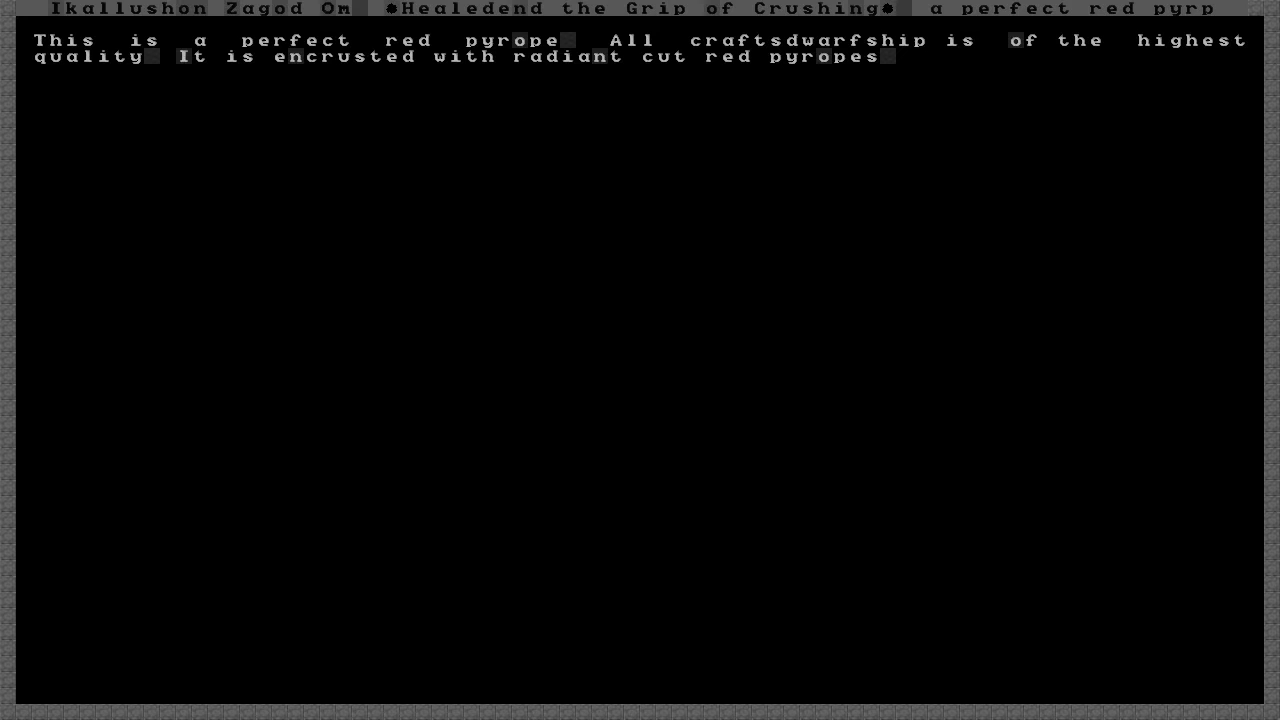 Ikallushon Zagod Om ✹Healedend the Grip of Crushing✹ a perfect red pyrp
This is a perfect red pyrope All craftsdwarfship is of the highest
quality It is encrusted with radiant cut red pyropes